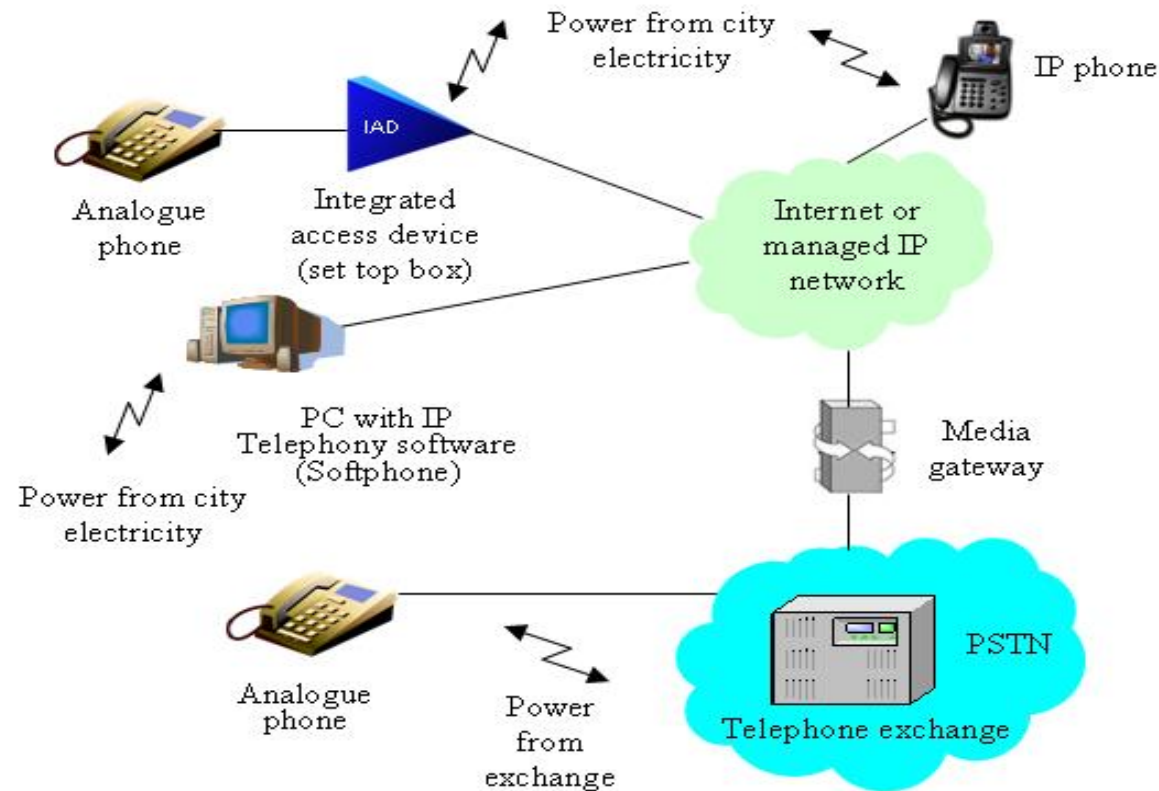 Power from city
electricity
IP phone
IAD
Analogue
phone
Integrated
access device
(set top box)
Internet or
managed IP
network
PC with IP
Telephony software
(Softphone)
Media
gateway
Power from city
electricity
Analogue
phone
Power
from
exchange
PSTN
Telephone exchange